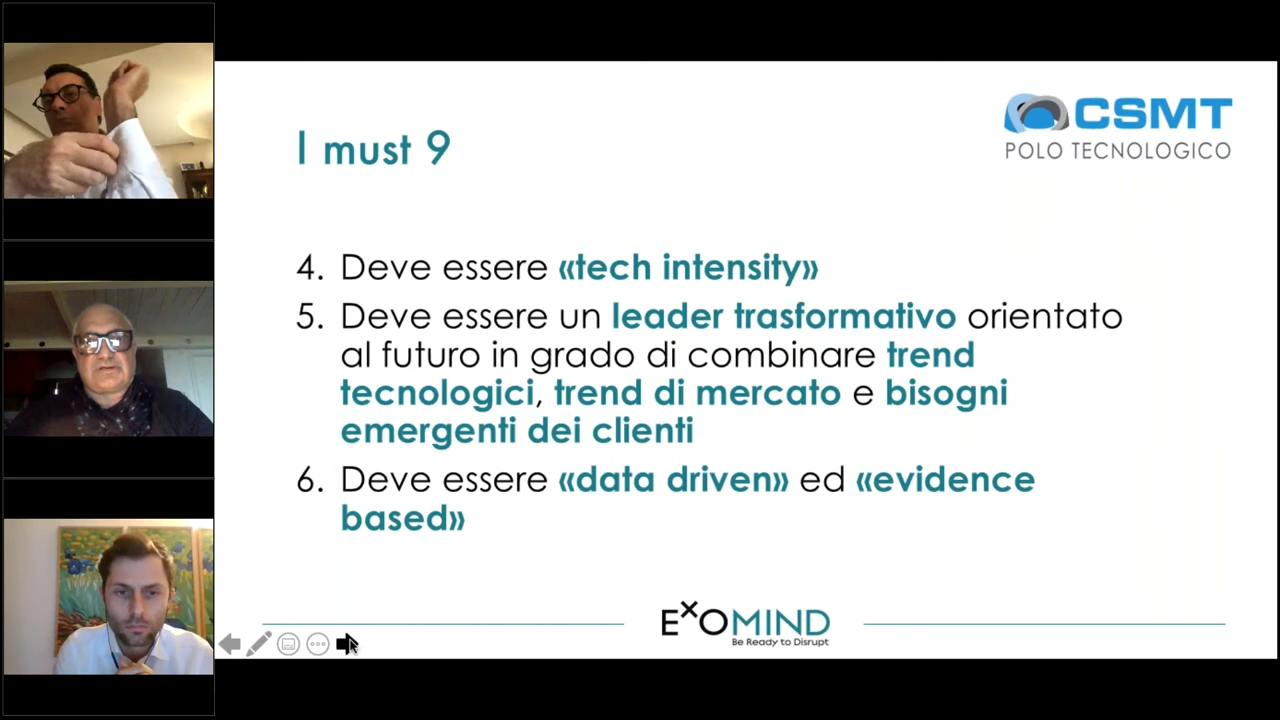 CSMT
POLO TECNOLOGICO
I must 9
4. Deve essere «tech intensity»
5. Deve essere un leader trasformativo orientato
al futuro in grado di combinare trend
tecnologici, trend di mercato e bisogni
emergenti dei clienti
6. Deve essere «data driven» ed «evidence
based»
EXOMIND
Be Ready to Disrupt